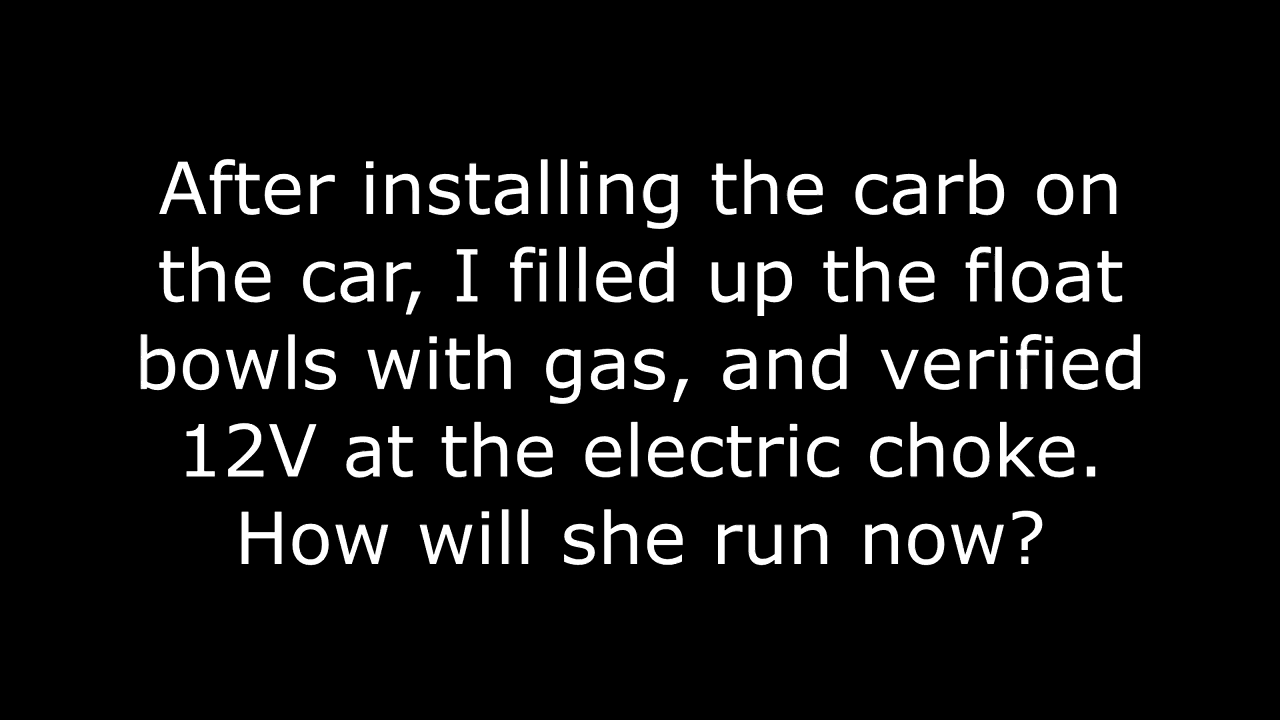 After installing the carb on
the car, I filled up the float
bowls with gas, and verified
12V at the electric choke.
How will she run now?